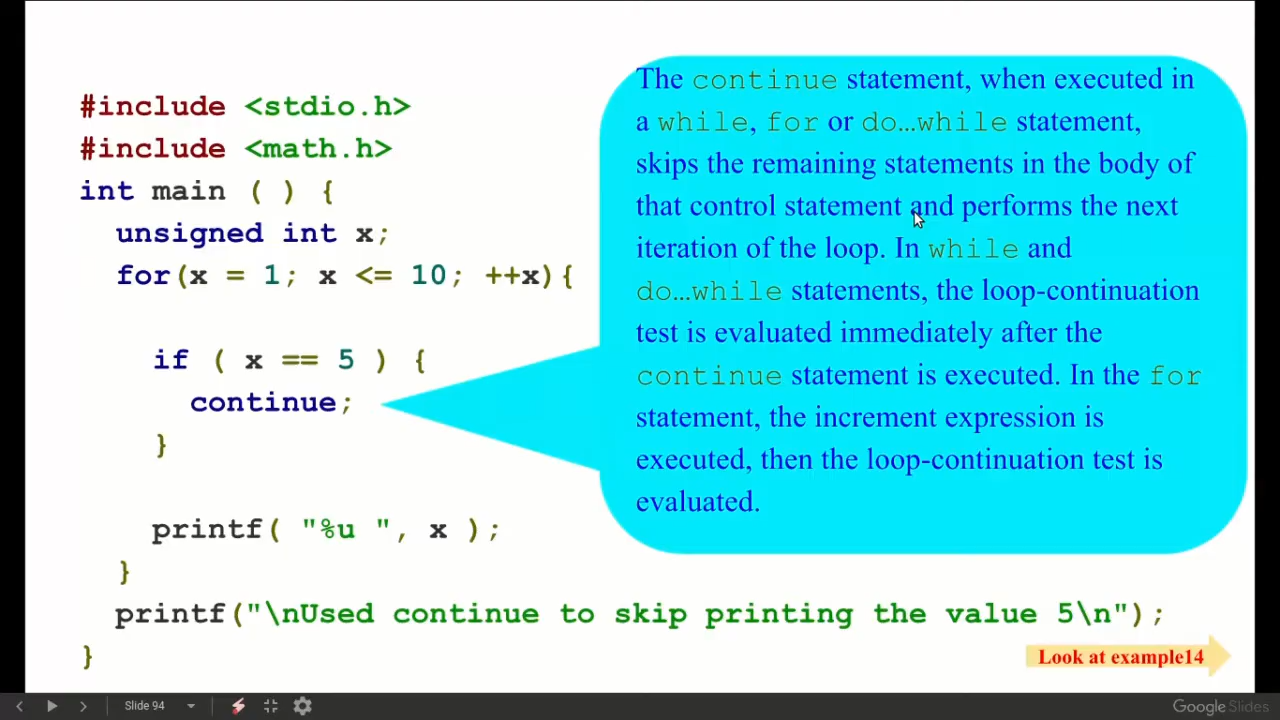 #include <stdio.h>
#include <math.h>
int main ( ) {
unsigned int x;
for(x = 1; x <= 10; ++x){
if ( x == 5 ) {
continue;
}
printf( "%u ", x );
}
printf("\nUsed continue to skip printing the value 5\n");
}
The continue statement, when executed in
a while, for or do…while statement,
skips the remaining statements in the body of
that control statement and performs the next
iteration of the loop. In while and
do…while statements, the loop-continuation
test is evaluated immediately after the
continue statement is executed. In the for
statement, the increment expression is
executed, then the loop-continuation test is
evaluated.
Look at example14
Slide 94
Google Slides